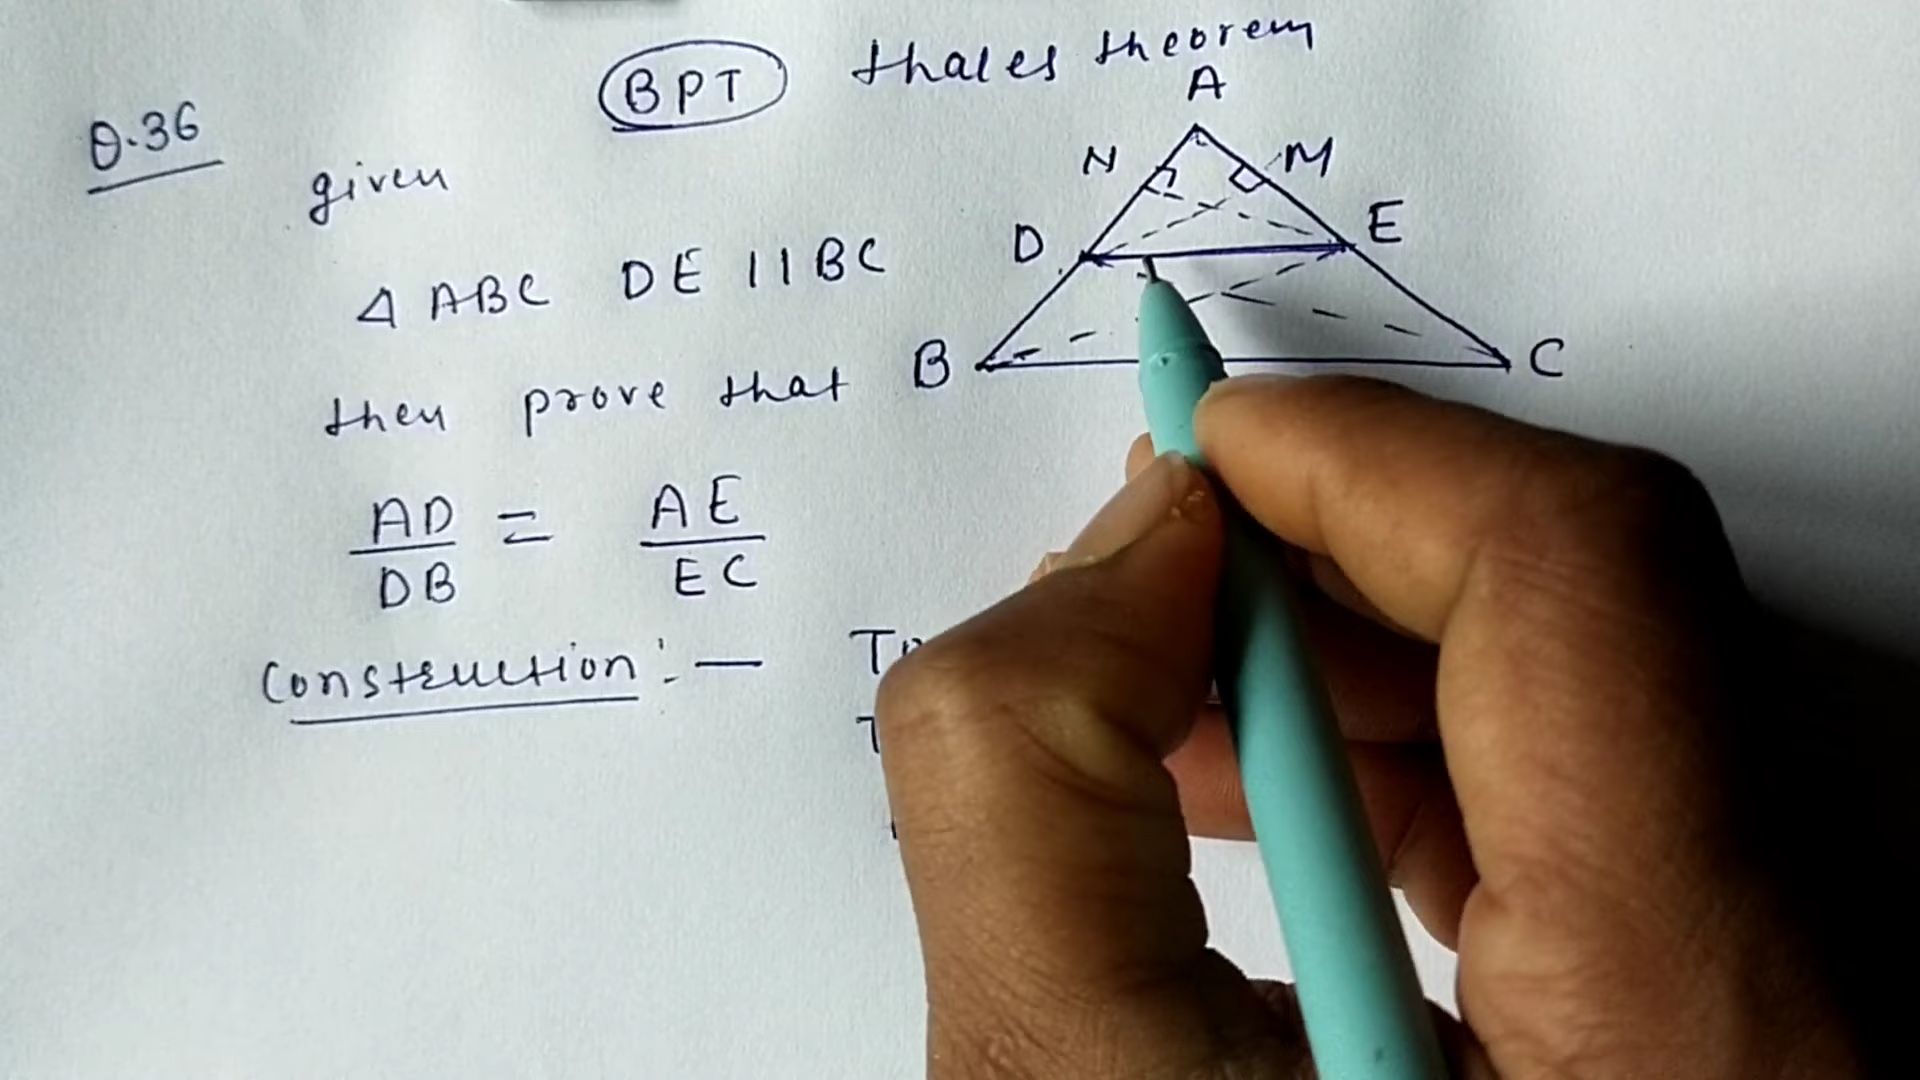 BPT thales theorem
Q.36
given
△ ABC DE || BC
then prove that
AD/DB = AE/EC
Construction :—
A
N
M
D
E
B
C